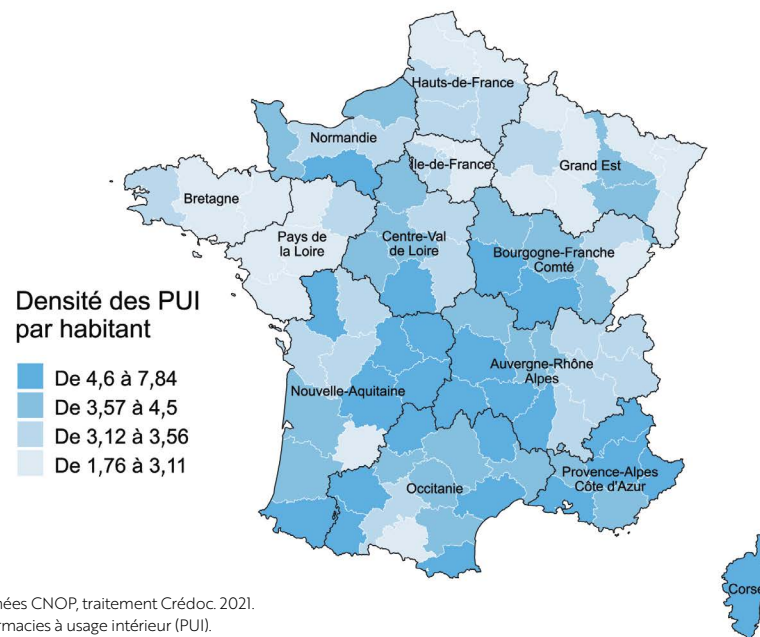 Hauts-de-France
Normandie
Île-de-France
Grand Est
Bretagne
Pays de
la Loire
Centre-Val
de Loire
Bourgogne-Franche
Comté
Densité des PUI
par habitant
De 4,6 à 7,84
De 3,57 à 4,5
De 3,12 à 3,56
De 1,76 à 3,11
Auvergne-Rhône
Alpes
Nouvelle-Aquitaine
Provence-Alpes
Côte d'Azur
Occitanie
Corse
nées CNOP, traitement Crédoc. 2021.
rmacies à usage intérieur (PUI).